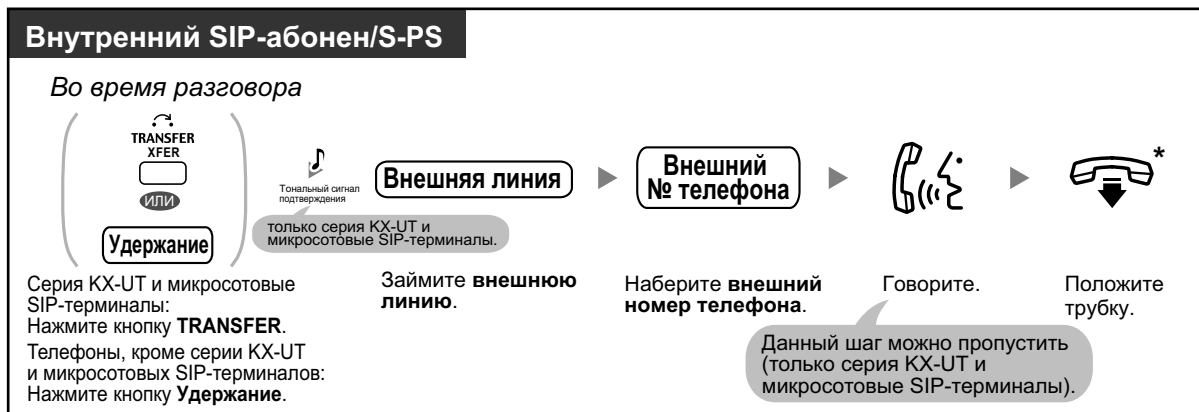 Внутренний SIP-абонен/S-PS
Во время разговора
TRANSFER
XFER
ИЛИ
Удержание
Тональный сигнал
подтверждения
только серия KX-UT и
микросотовые SIP-терминалы.
Внешняя линия
Внешний
№ телефона
*
Серия KX-UT и микросотовые
SIP-терминалы:
Нажмите кнопку TRANSFER.
Телефоны, кроме серии KX-UT
и микросотовых SIP-терминалов:
Нажмите кнопку Удержание.
Займите внешнюю
линию.
Наберите внешний
номер телефона.
Говорите.
Данный шаг можно пропустить
(только серия KX-UT и
микросотовые SIP-терминалы).
Положите
трубку.